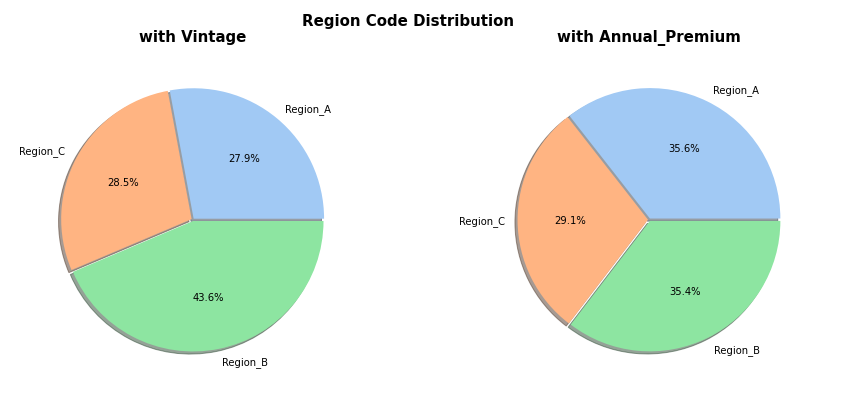 Region Code Distribution
with Vintage
Region_A
Region_C
27.9%
28.5%
43.6%
Region_B
with Annual_Premium
Region_A
35.6%
Region_C
29.1%
35.4%
Region_B